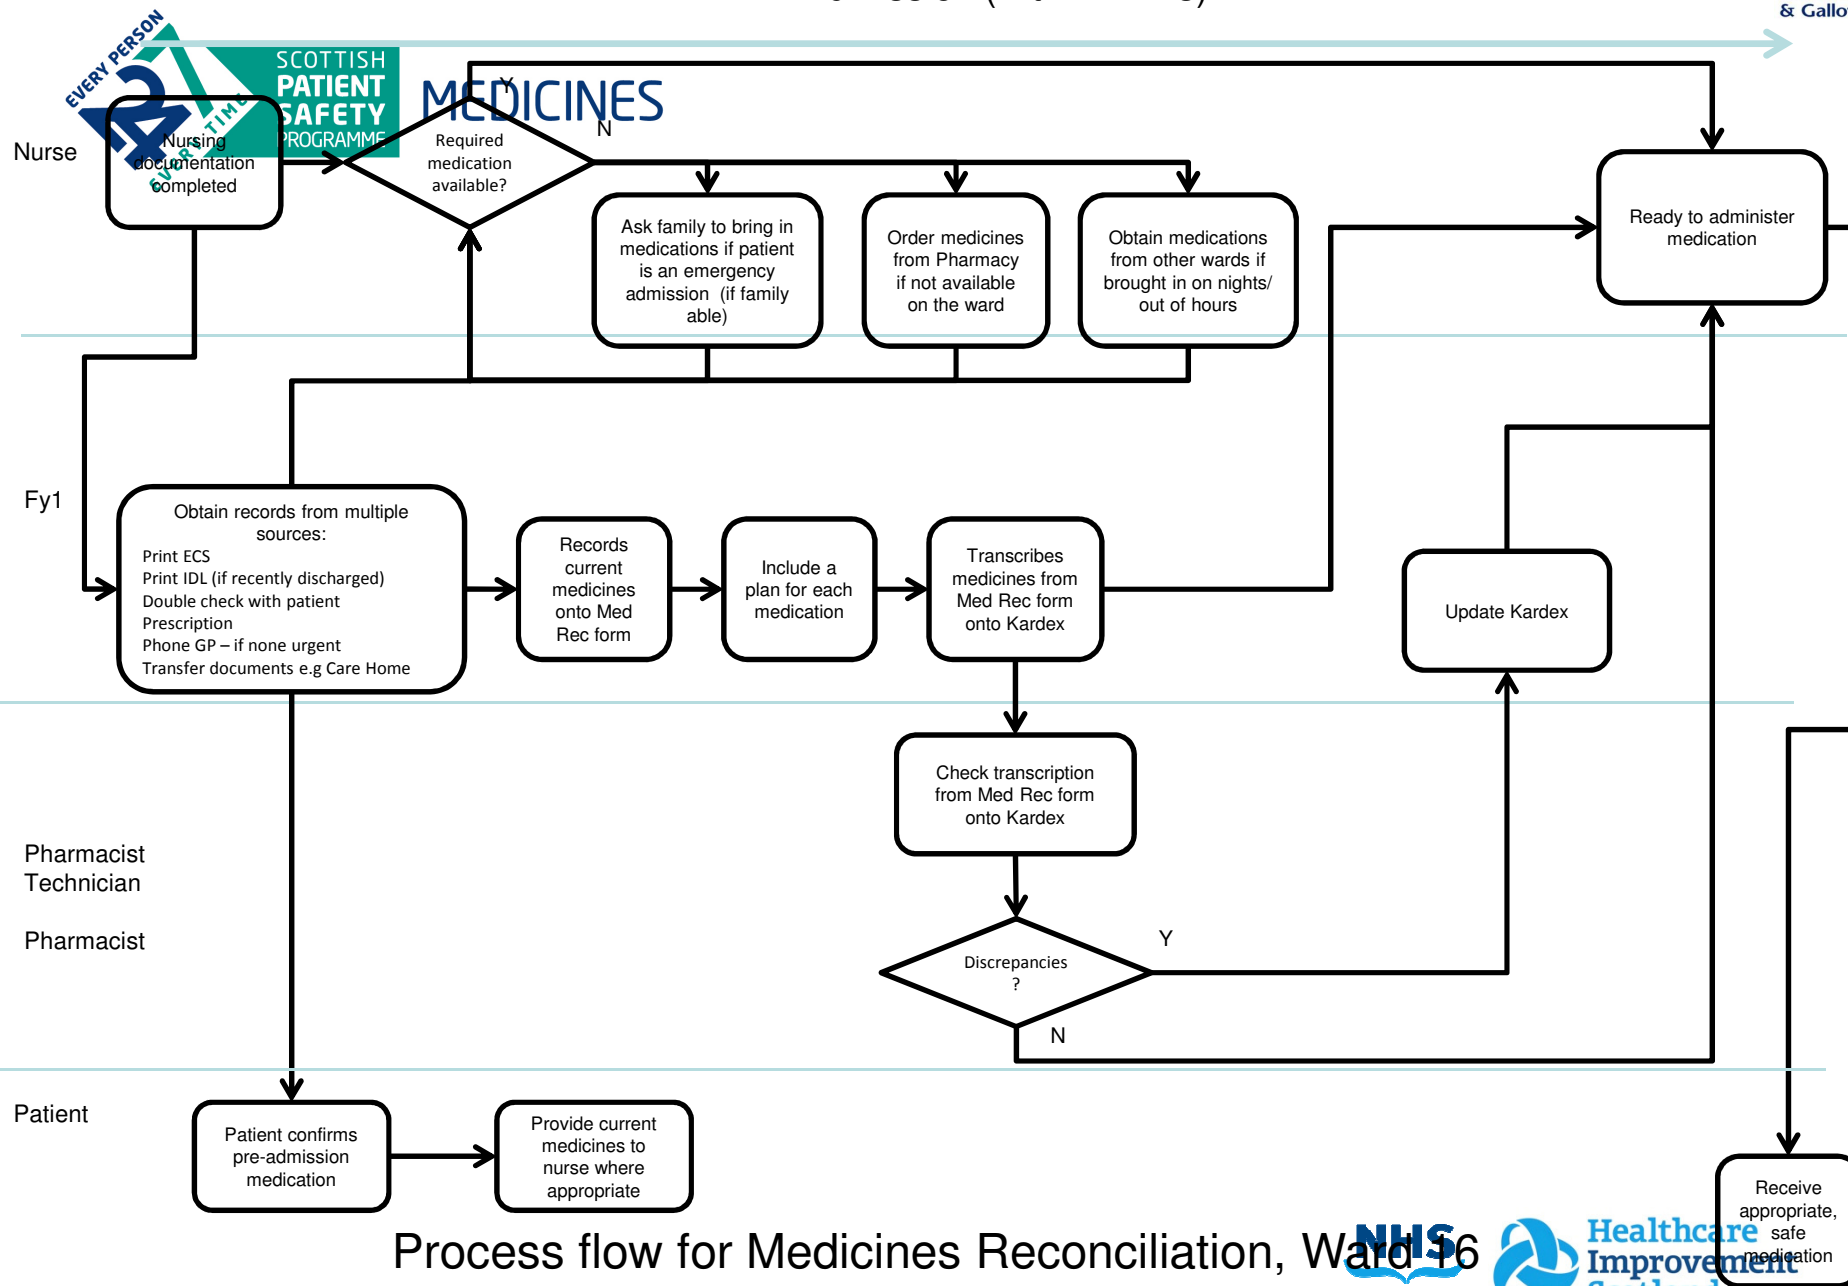 & Gallo
EVERY PERSON
EVERY TIME
SCOTTISH
PATIENT
SAFETY
PROGRAMME
MEDICINES
Y
N
Nurse
Nursing
documentation
completed
Required
medication
available?
Ask family to bring in
medications if patient
is an emergency
admission (if family
able)
Order medicines
from Pharmacy
if not available
on the ward
Obtain medications
from other wards if
brought in on nights/
out of hours
Ready to administer
medication
Fy1
Obtain records from multiple
sources:
Print ECS
Print IDL (if recently discharged)
Double check with patient
Prescription
Phone GP – if none urgent
Transfer documents e.g Care Home
Records
current
medicines
onto Med
Rec form
Include a
plan for each
medication
Transcribes
medicines from
Med Rec form
onto Kardex
Update Kardex
Check transcription
from Med Rec form
onto Kardex
Pharmacist
Technician
Pharmacist
Discrepancies
?
Y
N
Patient
Patient confirms
pre-admission
medication
Provide current
medicines to
nurse where
appropriate
Receive
appropriate,
safe
medication
Process flow for Medicines Reconciliation, Ward 16
NHS
Healthcare
Improvement